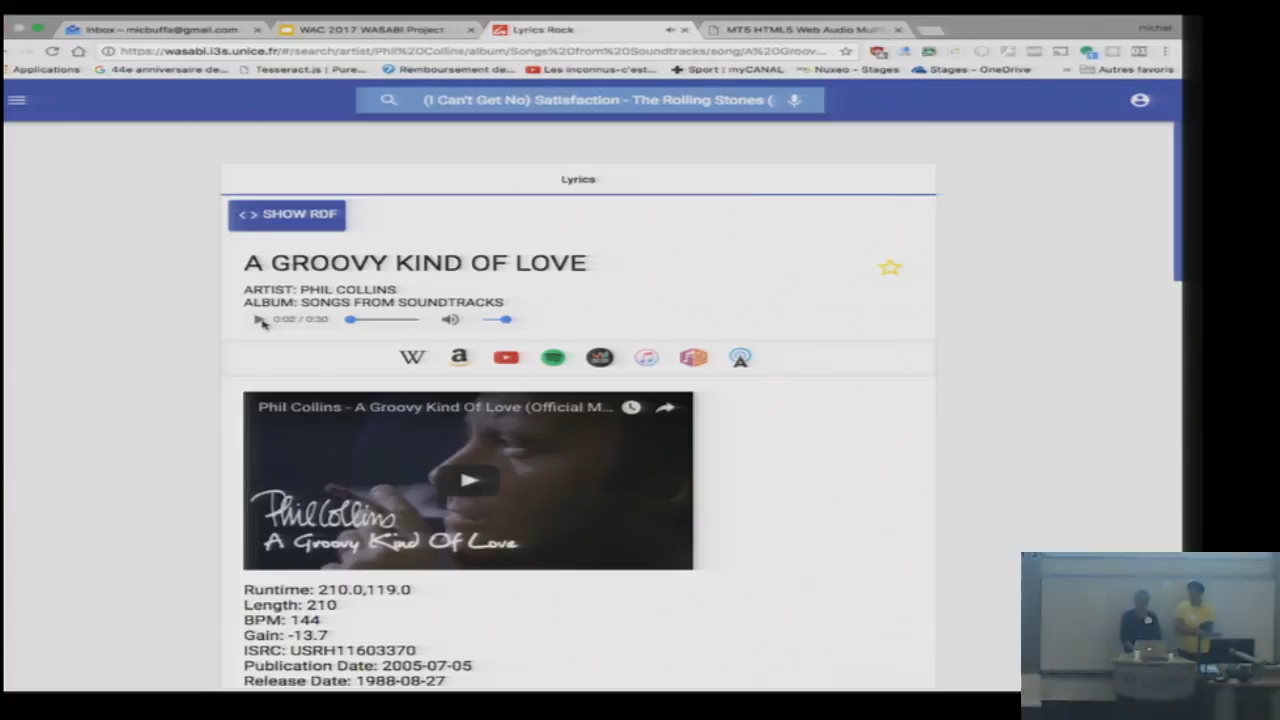 Inbox – micbuffa@gmail.com
WAC 2017 WASABI Project
Lyrics Rock
MT5 HTML5 Web Audio Mult
michel
https://wasabi.i3s.unice.fr/#/search/artist/Phil%20Collins/album/Songs%20from%20Soundtracks/song/A%20Groov...
Applications
44e anniversaire de...
Tesseract.js | Pure...
Remboursement de...
Les inconnus-c'est...
Sport | myCANAL
Nuxeo - Stages
Stages - OneDrive
Autres favoris
(I Can't Get No) Satisfaction - The Rolling Stones (
Lyrics
<> SHOW RDF
A GROOVY KIND OF LOVE
ARTIST: PHIL COLLINS
ALBUM: SONGS FROM SOUNDTRACKS
0:02 / 0:30
Phil Collins - A Groovy Kind Of Love (Official M...
Phil Collins
A Groovy Kind Of Love
Runtime: 210.0,119.0
Length: 210
BPM: 144
Gain: -13.7
ISRC: USRH11603370
Publication Date: 2005-07-05
Release Date: 1988-08-27